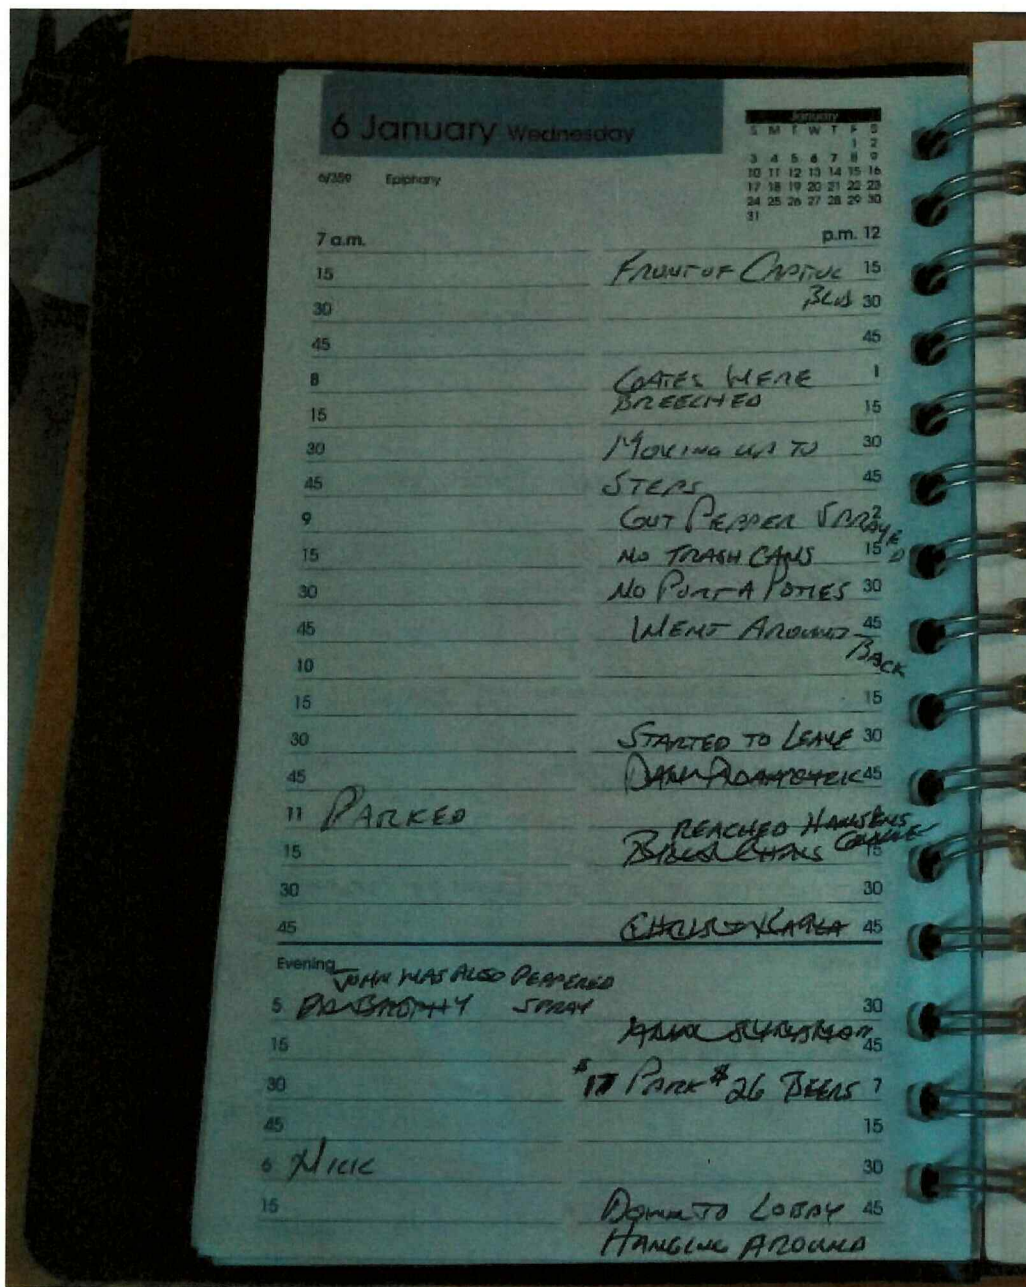 6 January Wednesday
January
S M T W T F S
1 2
3 4 5 6 7 8 9
10 11 12 13 14 15 16
17 18 19 20 21 22 23
24 25 26 27 28 29 30
31
6/359 Epiphany
7 a.m.
15
30
45
8
15
30
45
9
15
30
45
10
15
30
45
11 PARKED
15
30
45
p.m. 12
FRONT OF CAPITOL 15
BLD 30
45
GATES WERE 1
BREECHED
15
MOVING UP TO 30
STEPS 45
GOT PEPPER SPRAYED 2
NO TRASH CANS 15
NO PORT A POTIES 30
WENT AROUND 45
BACK
15
STARTED TO LEAVE 30
45
REACHED HANSENS
15
30
CHRIS 45
Evening
JOHN WAS ALSO PEPPERED
5 SPRAY
15
30
45
6 NICK
15
30
45
$17 PARK $26 BEERS 7
15
30
DOWN TO LOBBY 45
HANGING AROUND